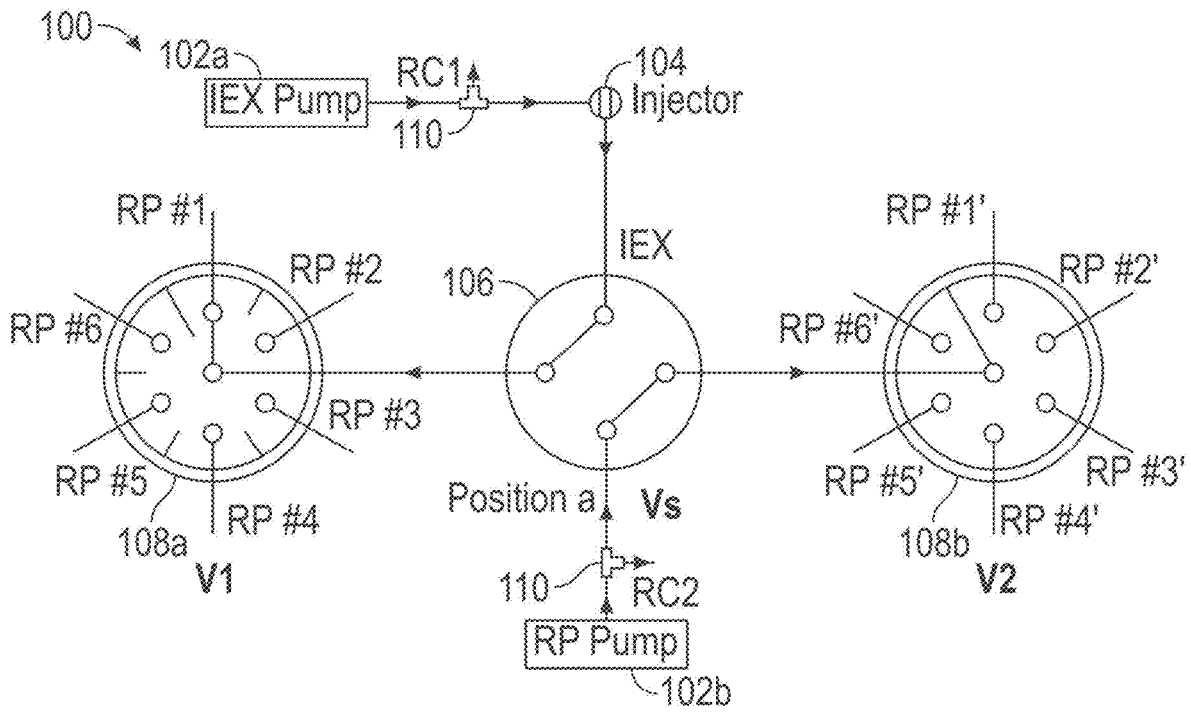 100
102a
IEX Pump
RC1
110
104
Injector
RP #1
RP #2
RP #6
RP #3
RP #5
RP #4
108a
V1
IEX
106
Position a
Vs
110
RC2
RP Pump
102b
RP #1'
RP #2'
RP #6'
RP #3'
RP #5'
RP #4'
108b
V2